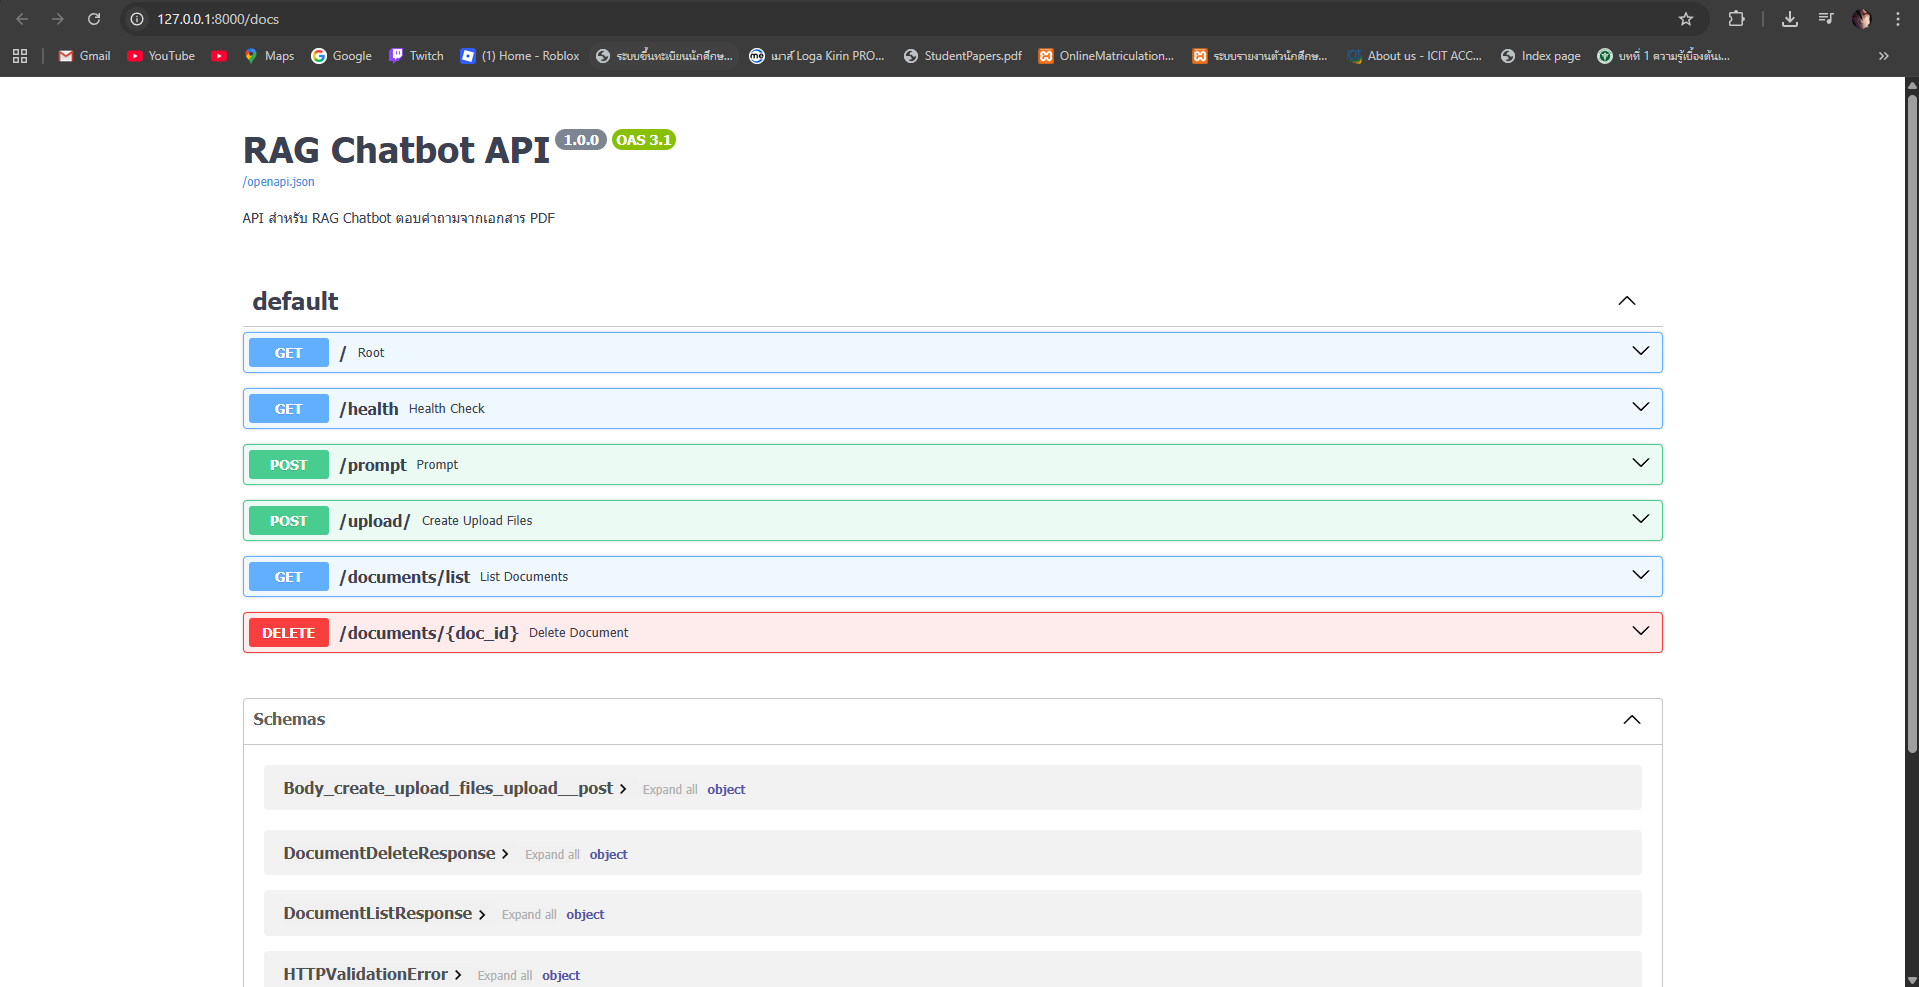 127.0.0.1:8000/docs
Gmail
YouTube
Maps
Google
Twitch
(1) Home - Roblox
ระบบขึ้นทะเบียนนักศึกษ...
เมาส์ Loga Kirin PRO...
StudentPapers.pdf
OnlineMatriculation...
ระบบรายงานตัวนักศึกษ...
About us - ICIT ACC...
Index page
บทที่ 1 ความรู้เบื้องต้นเ...
RAG Chatbot API 1.0.0 OAS 3.1
/openapi.json
API สำหรับ RAG Chatbot ตอบคำถามจากเอกสาร PDF
default
GET / Root
GET /health Health Check
POST /prompt Prompt
POST /upload/ Create Upload Files
GET /documents/list List Documents
DELETE /documents/{doc_id} Delete Document
Schemas
Body_create_upload_files_upload__post Expand all object
DocumentDeleteResponse Expand all object
DocumentListResponse Expand all object
HTTPValidationError Expand all object